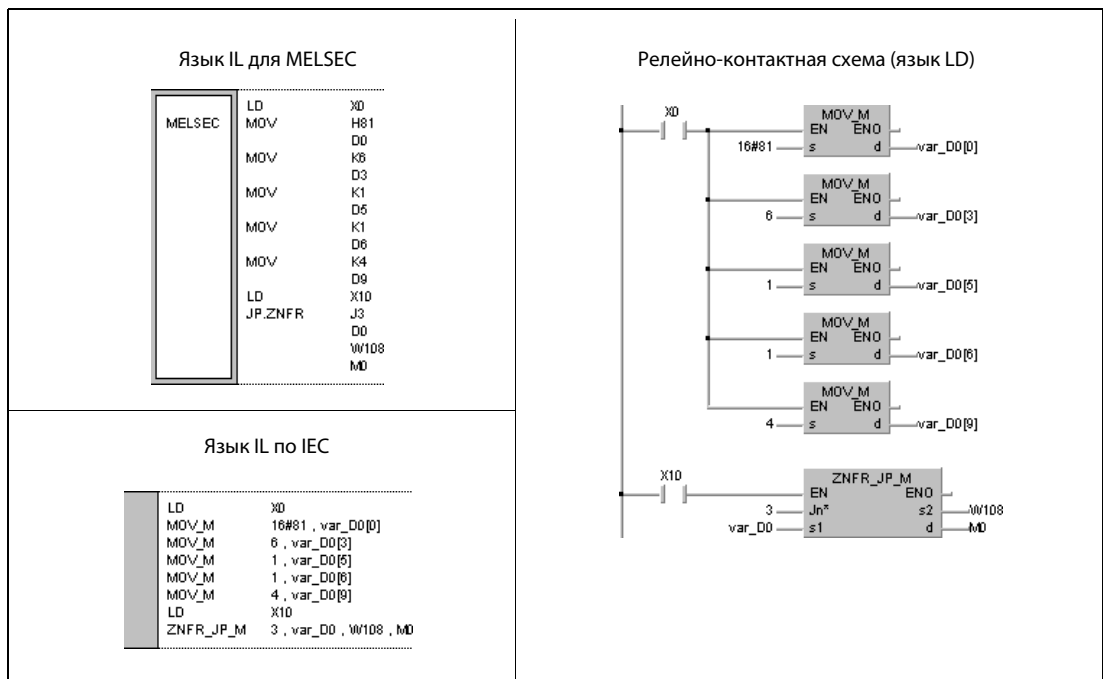 Язык IL для MELSEC
MELSEC
LD X0
MOV H81
D0
MOV K6
D3
MOV K1
D5
MOV K1
D6
MOV K4
D9
LD X10
JP.ZNFR J3
D0
W108
M0
Язык IL по IEC
LD X0
MOV_M 16#81 , var_D0[0]
MOV_M 6 , var_D0[3]
MOV_M 1 , var_D0[5]
MOV_M 1 , var_D0[6]
MOV_M 4 , var_D0[9]
LD X10
ZNFR_JP_M 3 , var_D0 , W108 , M0
Релейно-контактная схема (язык LD)
X0
MOV_M
EN ENO
16#81 s d var_D0[0]
MOV_M
EN ENO
6 s d var_D0[3]
MOV_M
EN ENO
1 s d var_D0[5]
MOV_M
EN ENO
1 s d var_D0[6]
MOV_M
EN ENO
4 s d var_D0[9]
X10
ZNFR_JP_M
EN ENO
3 Jn* s2 W108
var_D0 s1 d M0